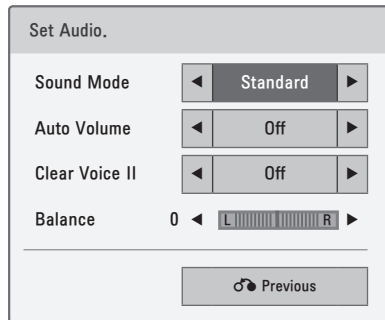 Set Audio.
Sound Mode ◀ Standard ▶
Auto Volume ◀ Off ▶
Clear Voice II ◀ Off ▶
Balance 0 ◀ L R ▶
Previous